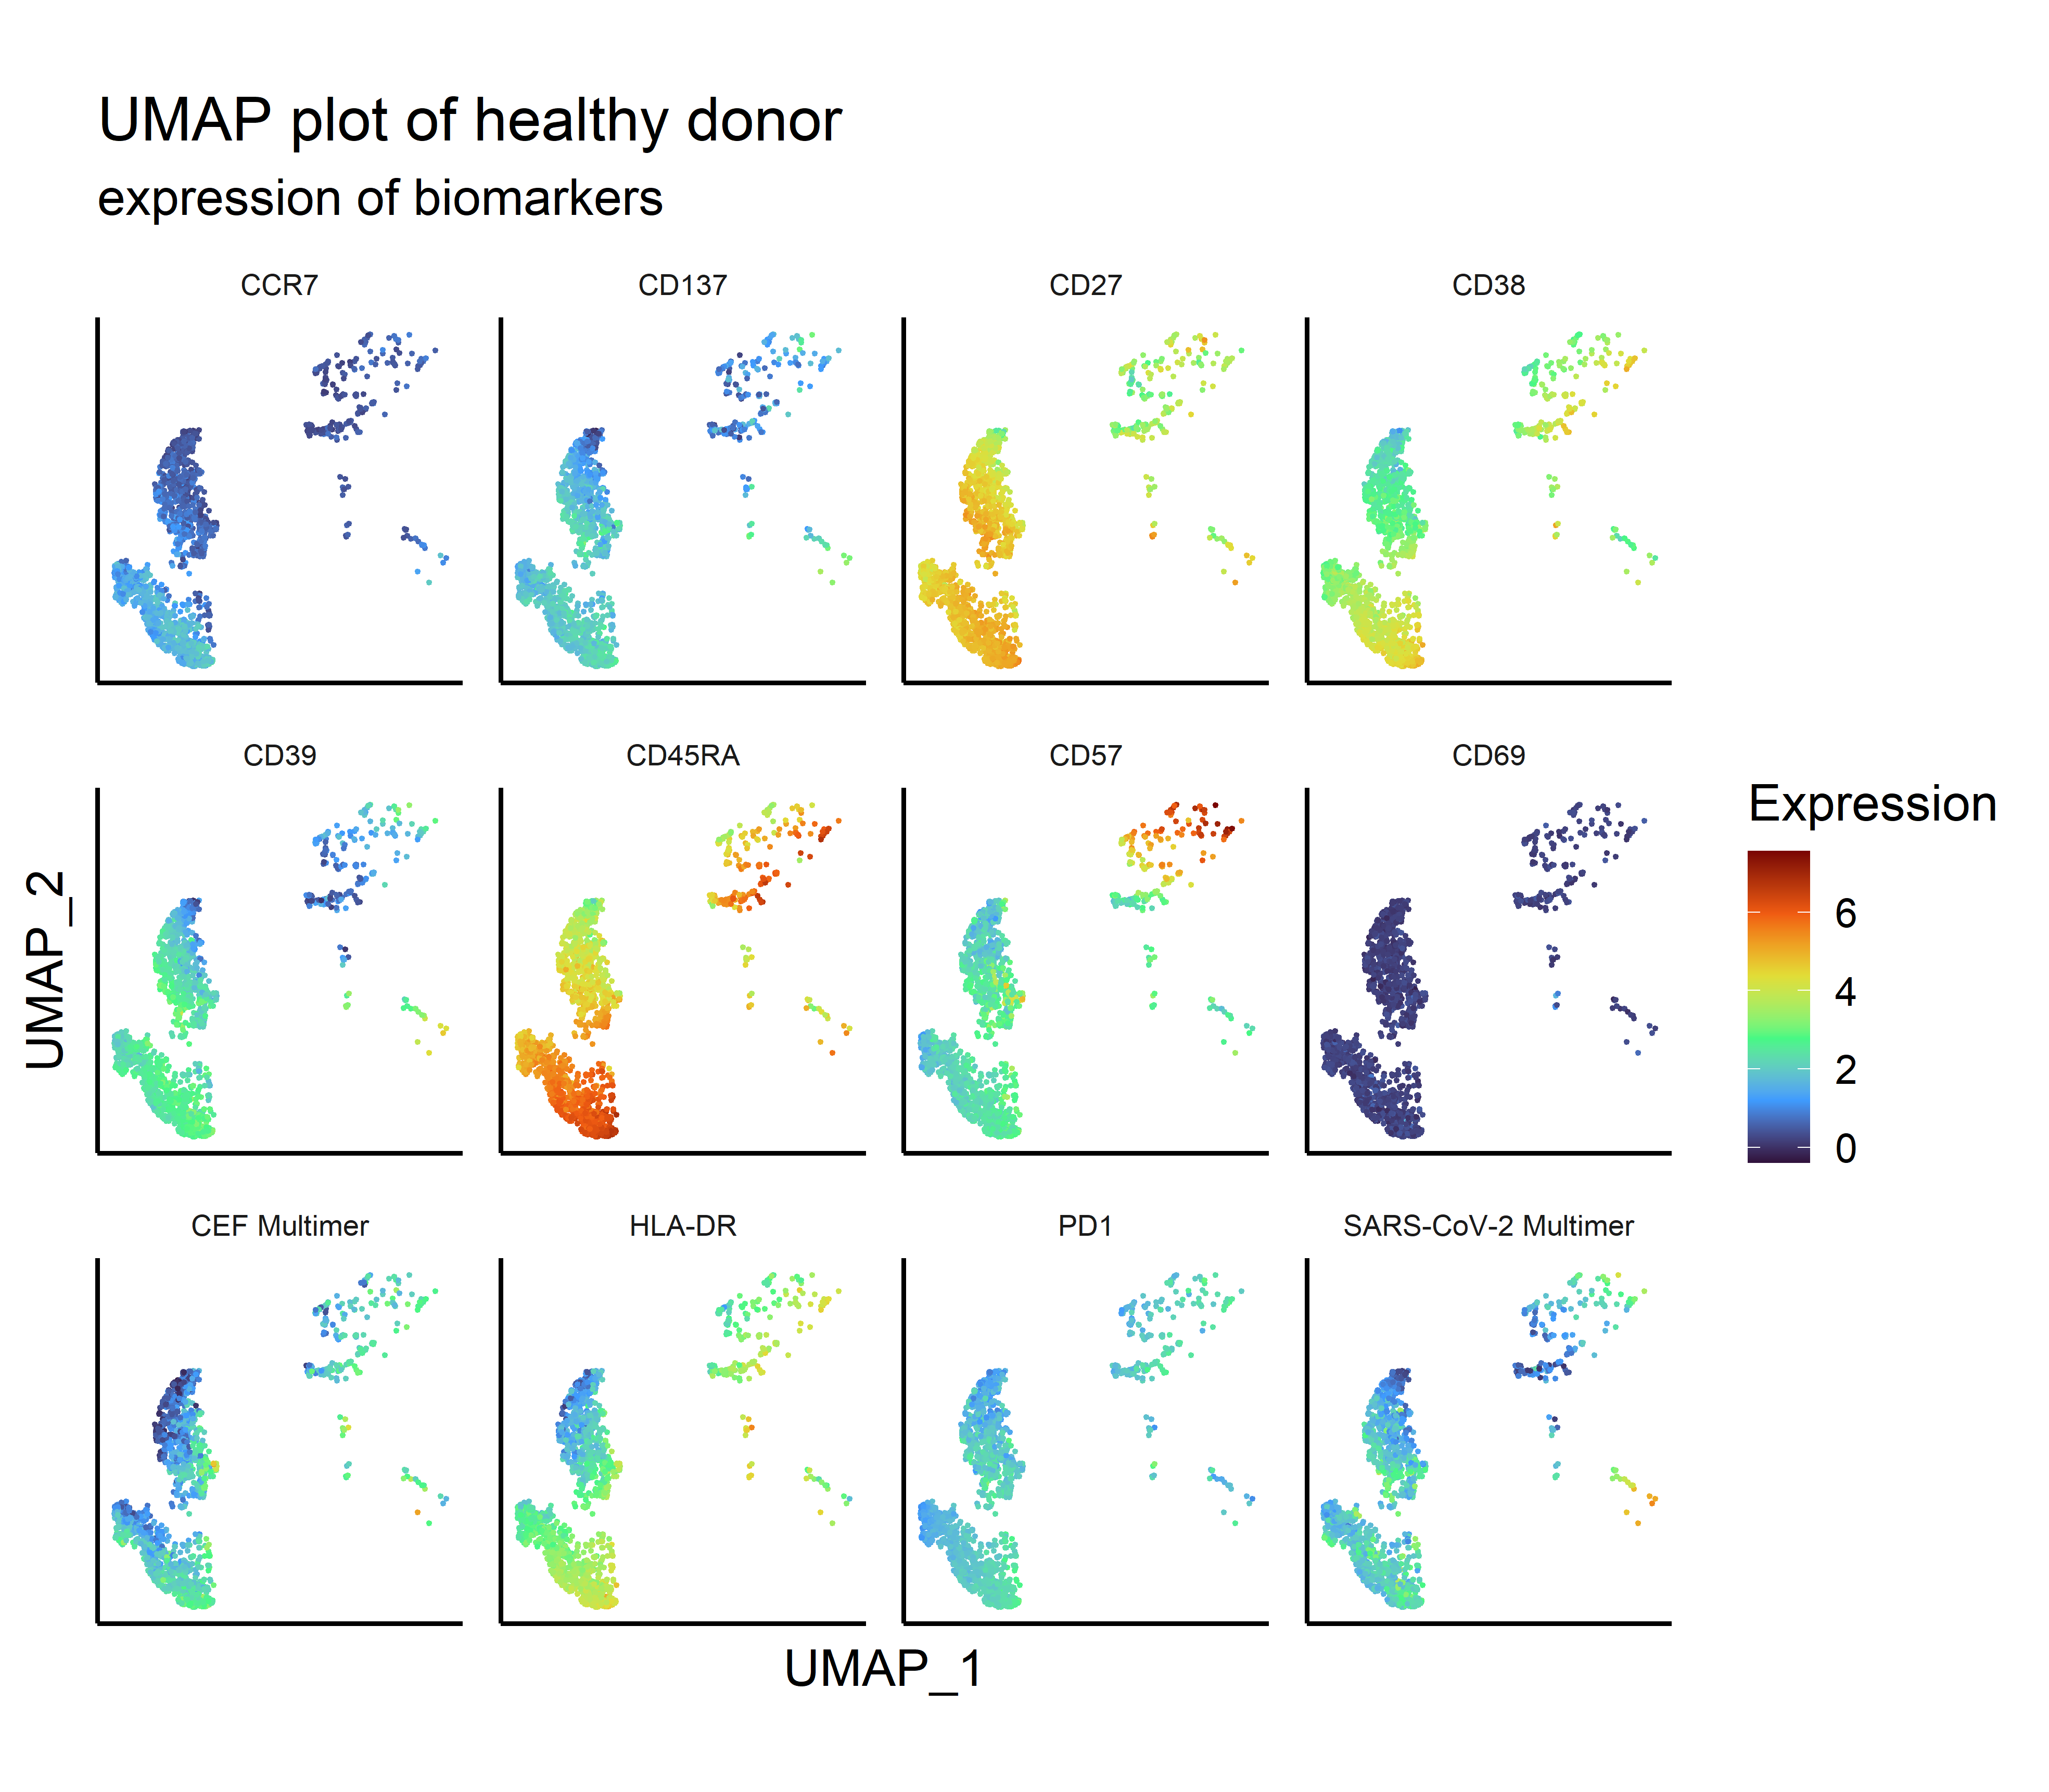 UMAP plot of healthy donor
expression of biomarkers
CCR7
CD137
CD27
CD38
CD39
CD45RA
CD57
CD69
CEF Multimer
HLA-DR
PD1
SARS-CoV-2 Multimer
UMAP_2
UMAP_1
Expression
6
4
2
0